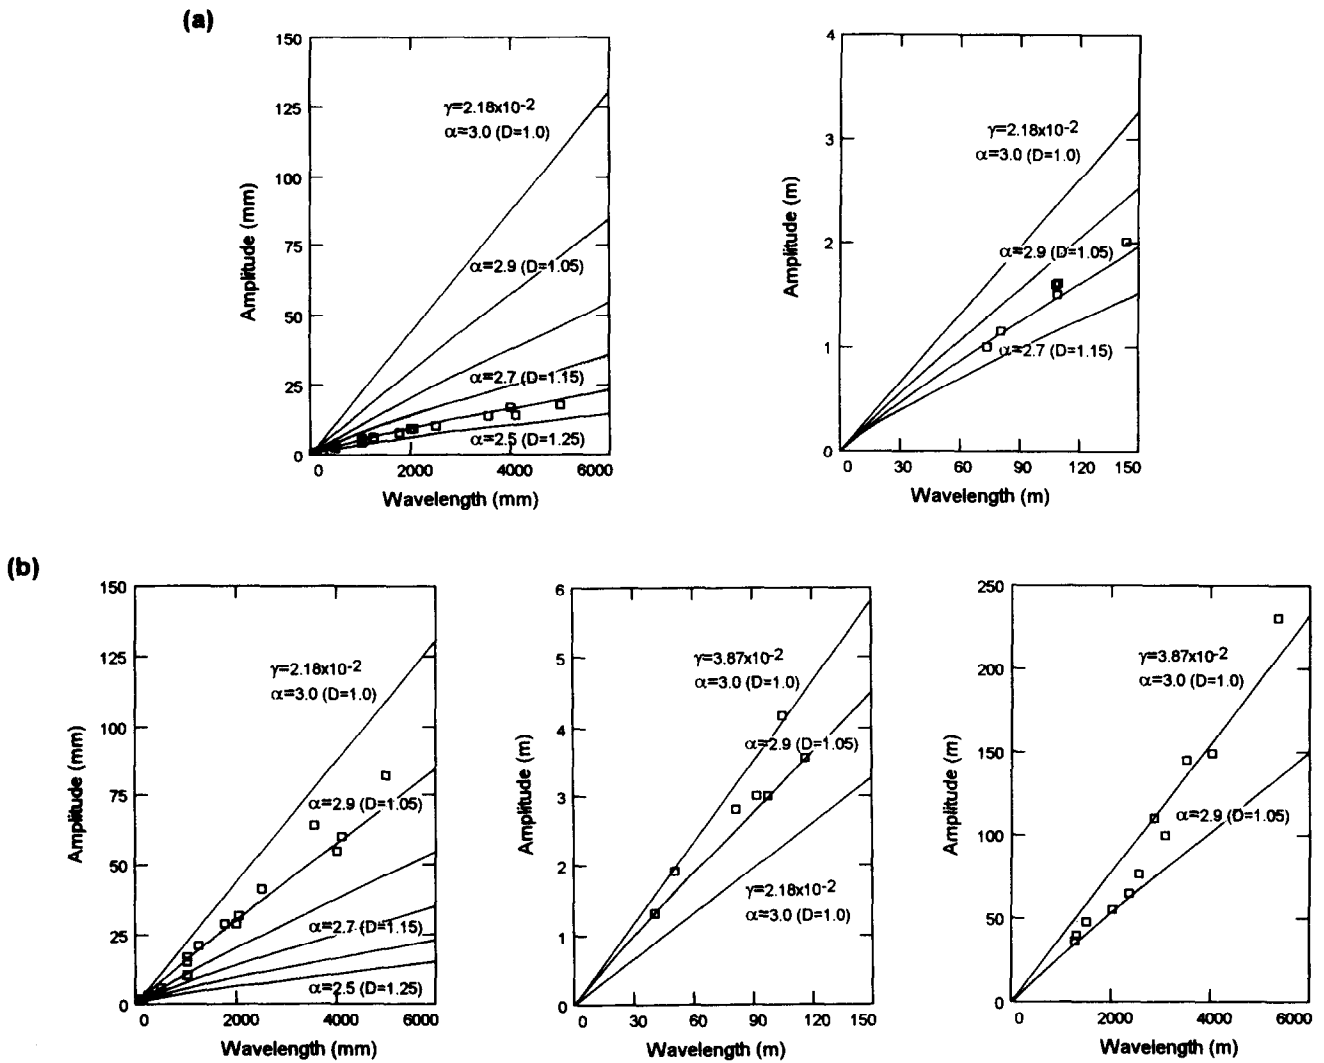 (a)
150
125
100
75
50
25
0
Amplitude (mm)
γ=2.18x10-2
α=3.0 (D=1.0)
α=2.9 (D=1.05)
α=2.7 (D=1.15)
α=2.5 (D=1.25)
0 2000 4000 6000
Wavelength (mm)
4
3
2
1
0
Amplitude (m)
γ=2.18x10-2
α=3.0 (D=1.0)
α=2.9 (D=1.05)
α=2.7 (D=1.15)
0 30 60 90 120 150
Wavelength (m)
(b)
150
125
100
75
50
25
0
Amplitude (mm)
γ=2.18x10-2
α=3.0 (D=1.0)
α=2.9 (D=1.05)
α=2.7 (D=1.15)
α=2.5 (D=1.25)
0 2000 4000 6000
Wavelength (mm)
6
5
4
3
2
1
0
Amplitude (m)
γ=3.87x10-2
α=3.0 (D=1.0)
α=2.9 (D=1.05)
γ=2.18x10-2
α=3.0 (D=1.0)
0 30 60 90 120 150
Wavelength (m)
250
200
150
100
50
0
Amplitude (m)
γ=3.87x10-2
α=3.0 (D=1.0)
α=2.9 (D=1.05)
0 2000 4000 6000
Wavelength (m)